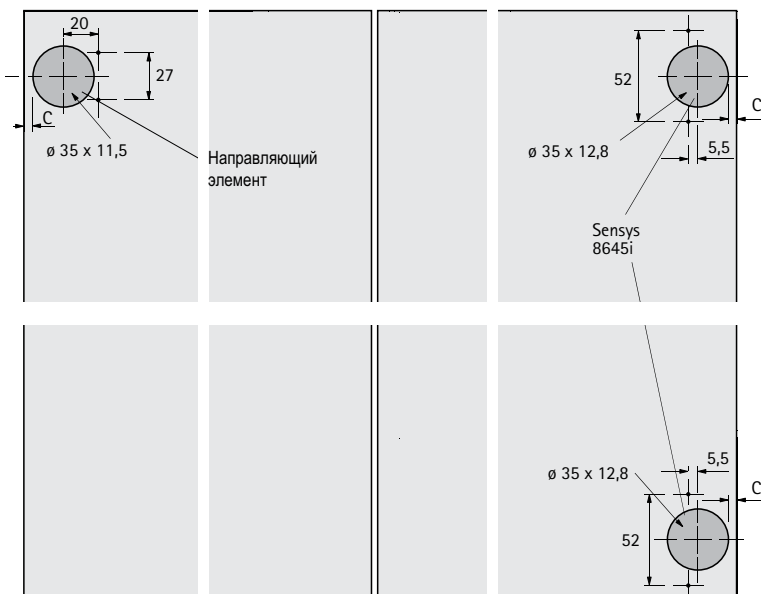 20
27
C
ø 35 x 11,5
Направляющий
элемент
52
C
ø 35 x 12,8
5,5
Sensys
8645i
5,5
ø 35 x 12,8
C
52